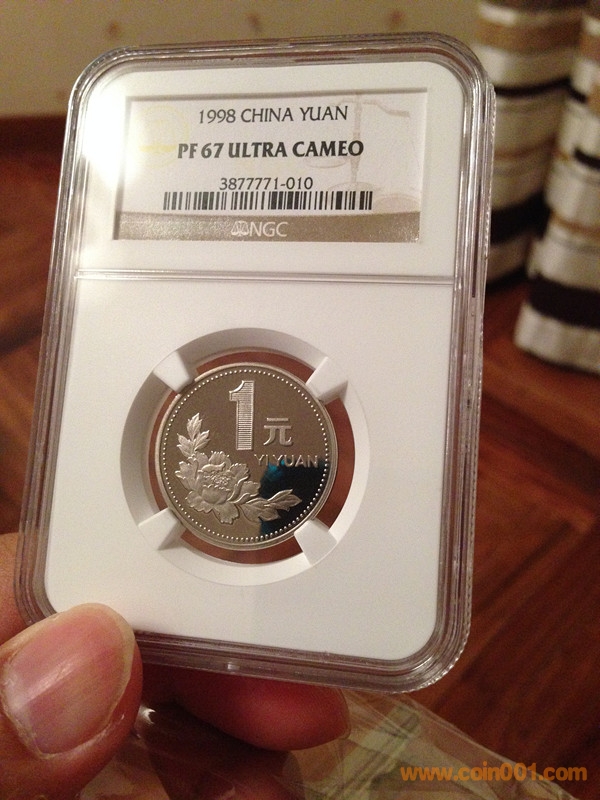 1998 CHINA YUAN
PF 67 ULTRA CAMEO
3877771-010
NGC
1元
YI YUAN
www.coin001.com